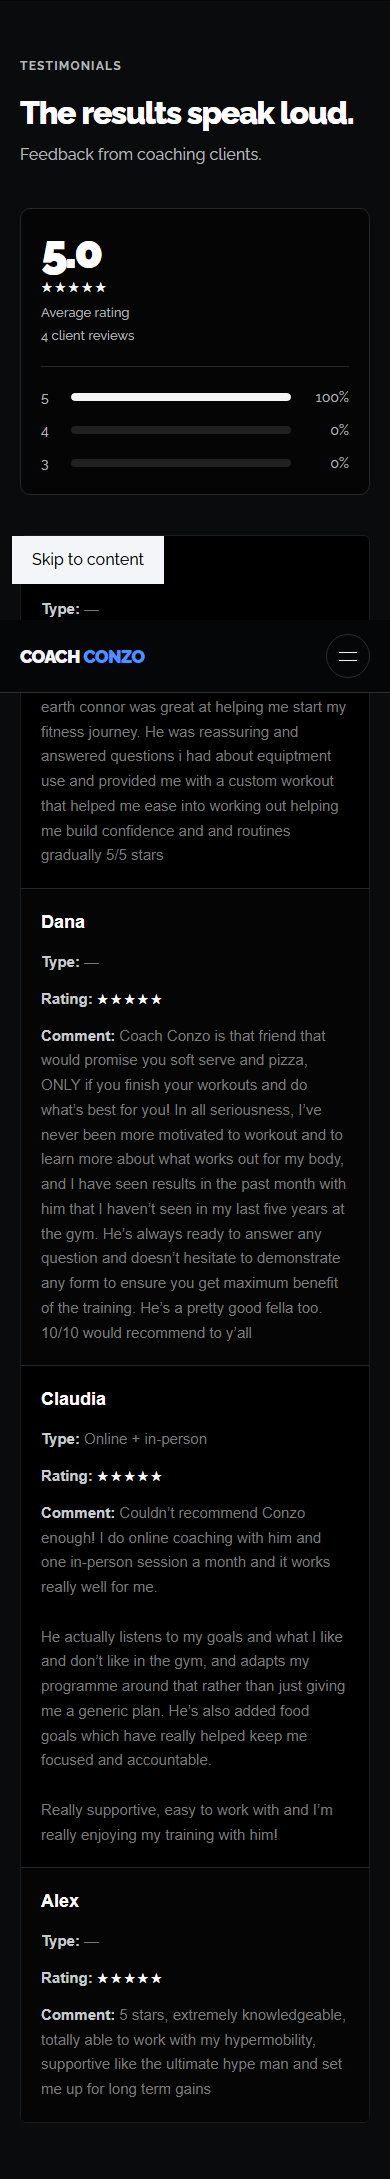 TESTIMONIALS
The results speak loud.
Feedback from coaching clients.
5.0
★★★★★
Average rating
4 client reviews
5 100%
4 0%
3 0%
Skip to content
Type: —
COACH CONZO
earth connor was great at helping me start my
fitness journey. He was reassuring and
answered questions i had about equiptment
use and provided me with a custom workout
that helped me ease into working out helping
me build confidence and and routines
gradually 5/5 stars
Dana
Type: —
Rating: ★★★★★
Comment: Coach Conzo is that friend that
would promise you soft serve and pizza,
ONLY if you finish your workouts and do
what’s best for you! In all seriousness, I’ve
never been more motivated to workout and to
learn more about what works out for my body,
and I have seen results in the past month with
him that I haven’t seen in my last five years at
the gym. He’s always ready to answer any
question and doesn’t hesitate to demonstrate
any form to ensure you get maximum benefit
of the training. He’s a pretty good fella too.
10/10 would recommend to y’all
Claudia
Type: Online + in-person
Rating: ★★★★★
Comment: Couldn’t recommend Conzo
enough! I do online coaching with him and
one in-person session a month and it works
really well for me.
He actually listens to my goals and what I like
and don’t like in the gym, and adapts my
programme around that rather than just giving
me a generic plan. He’s also added food
goals which have really helped keep me
focused and accountable.
Really supportive, easy to work with and I’m
really enjoying my training with him!
Alex
Type: —
Rating: ★★★★★
Comment: 5 stars, extremely knowledgeable,
totally able to work with my hypermobility,
supportive like the ultimate hype man and set
me up for long term gains